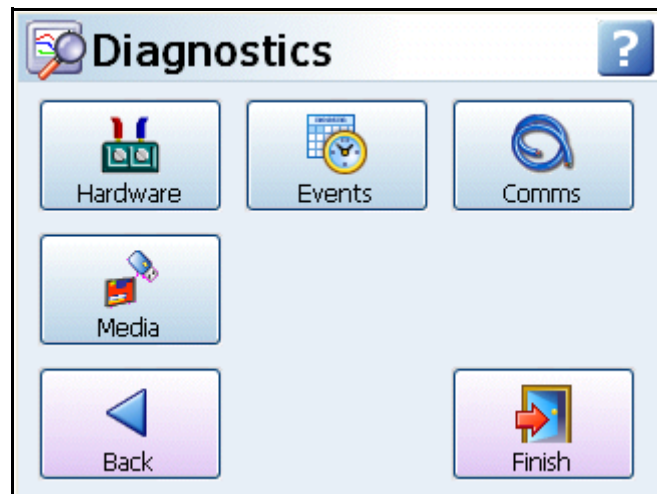 Diagnostics
?
Hardware
Events
Comms
Media
Back
Finish